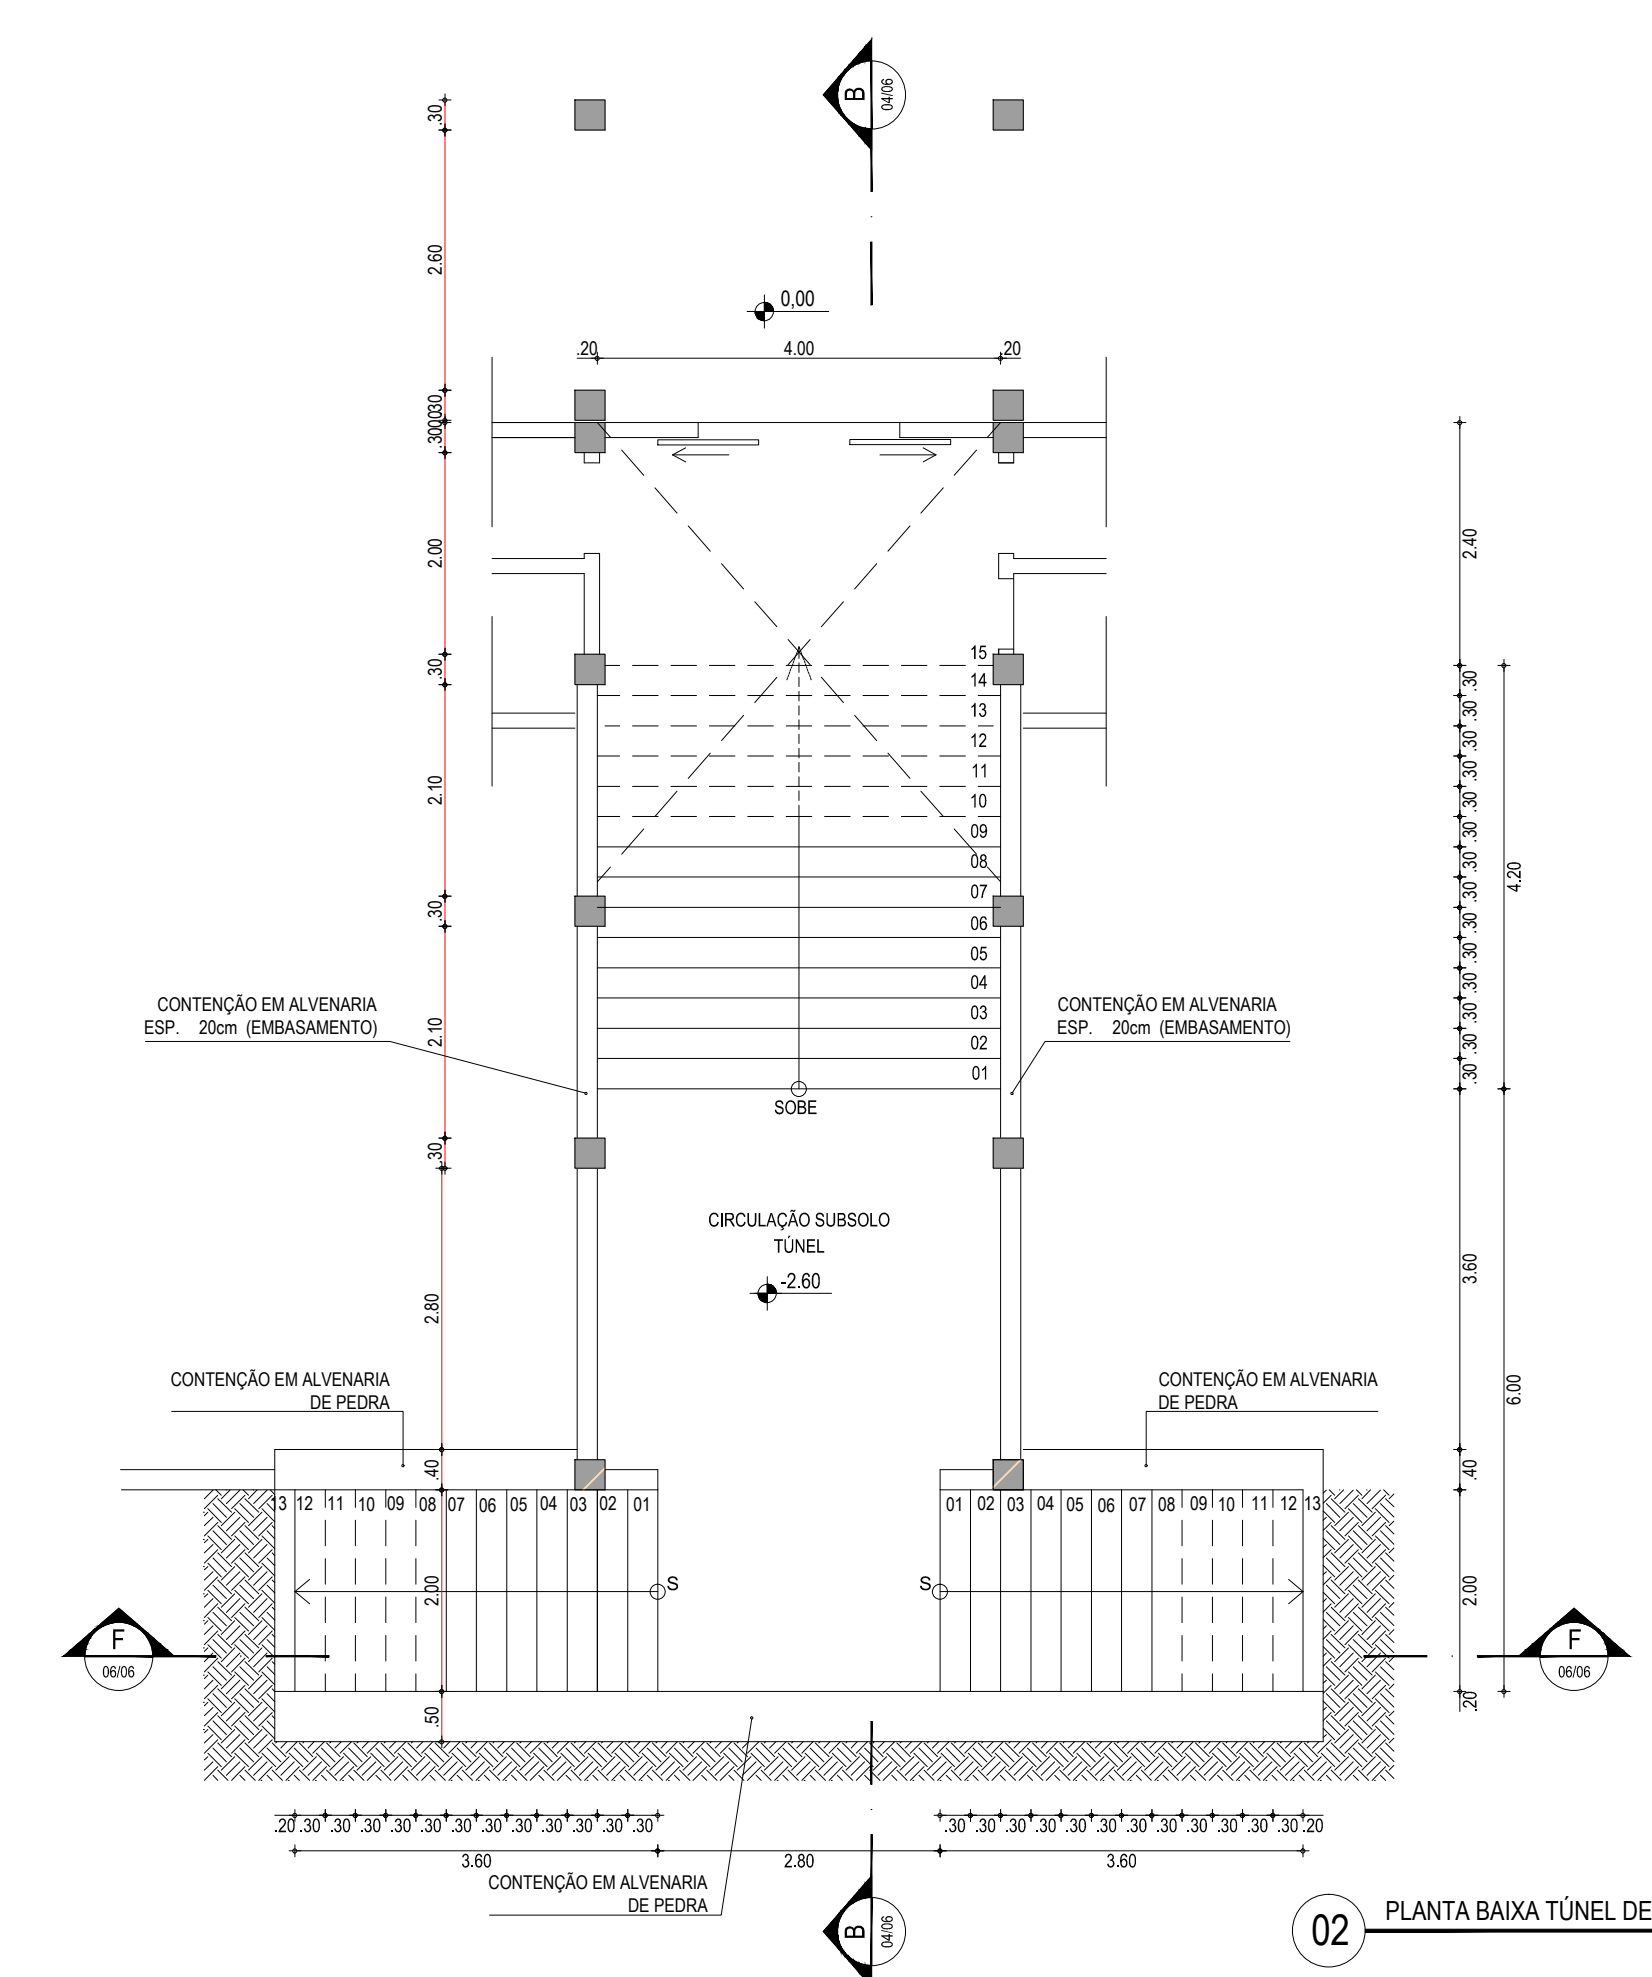 B
04/06
.30
2.60
0,00
.20 4.00 .20
.30
.30
2.00
2.40
.30
2.10
.30
2.10
.30
2.80
.40
2.00
.50
15
14
13
12
11
10
09
08
07
06
05
04
03
02
01
SOBE
.30 .30 .30 .30 .30 .30 .30 .30 .30 .30 .30 .30 .30 .30
4.20
3.60
6.00
.40
2.00
.20
CONTENÇÃO EM ALVENARIA
ESP. 20cm (EMBASAMENTO)
CONTENÇÃO EM ALVENARIA
ESP. 20cm (EMBASAMENTO)
CIRCULAÇÃO SUBSOLO
TÚNEL
-2.60
CONTENÇÃO EM ALVENARIA
DE PEDRA
CONTENÇÃO EM ALVENARIA
DE PEDRA
13 12 11 10 09 08 07 06 05 04 03 02 01
01 02 03 04 05 06 07 08 09 10 11 12 13
S
S
F
06/06
F
06/06
.20 .30 .30 .30 .30 .30 .30 .30 .30 .30 .30 .30 .30
.30 .30 .30 .30 .30 .30 .30 .30 .30 .30 .30 .30 .20
3.60 2.80 3.60
CONTENÇÃO EM ALVENARIA
DE PEDRA
B
04/06
02 PLANTA BAIXA TÚNEL DE